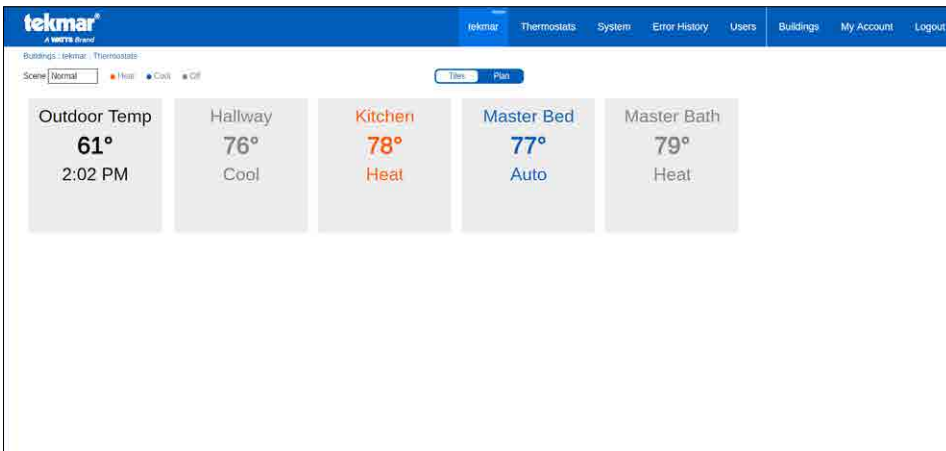 tekmar®
A WATTS Brand
tekmar Thermostats System Error History Users Buildings My Account Logout
Buildings : tekmar : Thermostats
Scene Normal Heat Cool Off
Tiles Plan
Outdoor Temp
61°
2:02 PM
Hallway
76°
Cool
Kitchen
78°
Heat
Master Bed
77°
Auto
Master Bath
79°
Heat